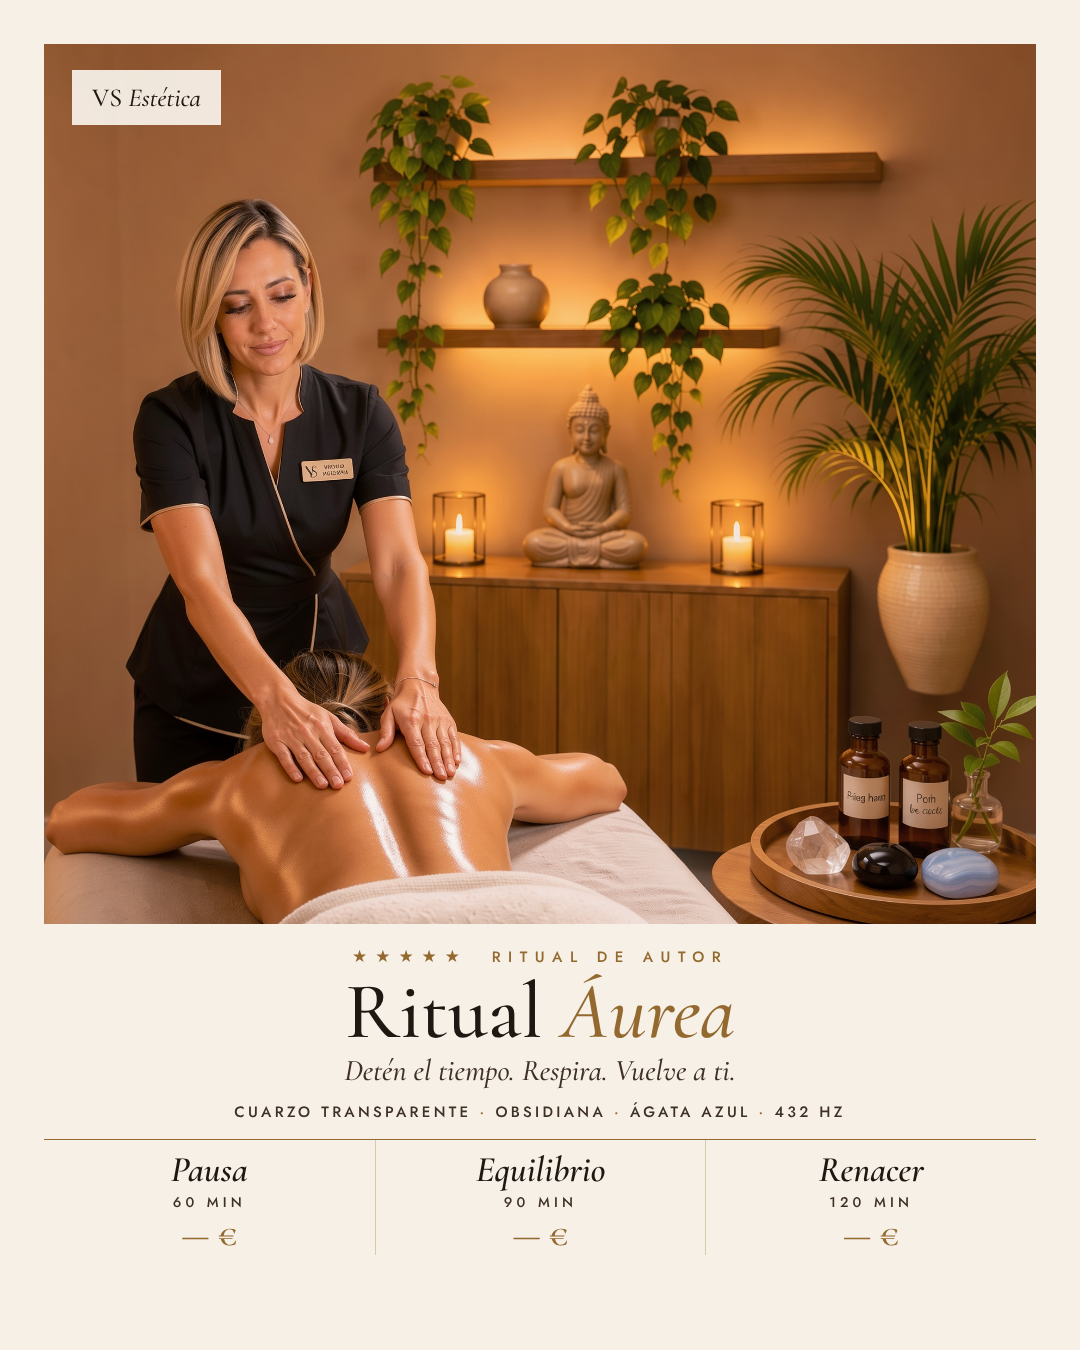 VS Estética
VS
★★★★★ RITUAL DE AUTOR
Ritual Áurea
Detén el tiempo. Respira. Vuelve a ti.
CUARZO TRANSPARENTE · OBSIDIANA · ÁGATA AZUL · 432 HZ
Pausa
60 MIN
— €
Equilibrio
90 MIN
— €
Renacer
120 MIN
— €